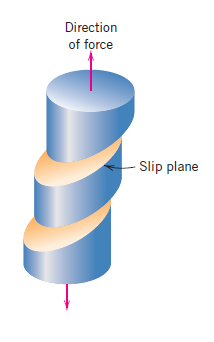 Direction
of force
Slip plane